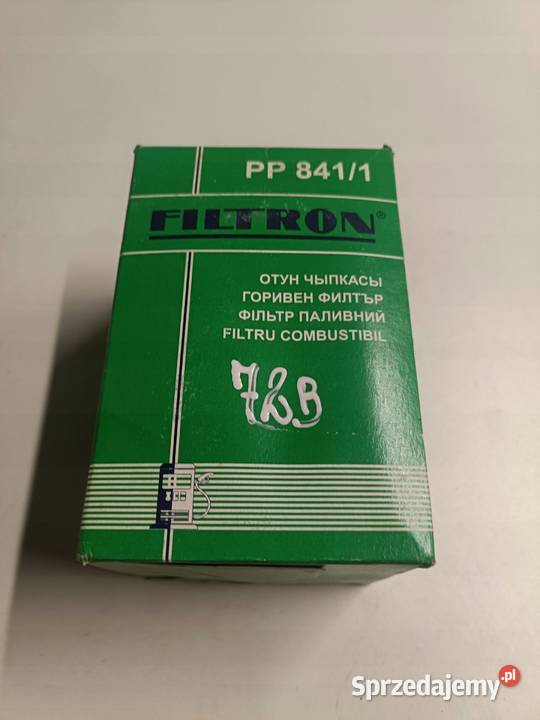 PP 841/1
FILTRON®
ОТУН ЧЫПКАСЫ
ГОРИВЕН ФИЛТЪР
ФІЛЬТР ПАЛИВНИЙ
FILTRU COMBUSTIBIL
72B
Sprzedajemy.pl